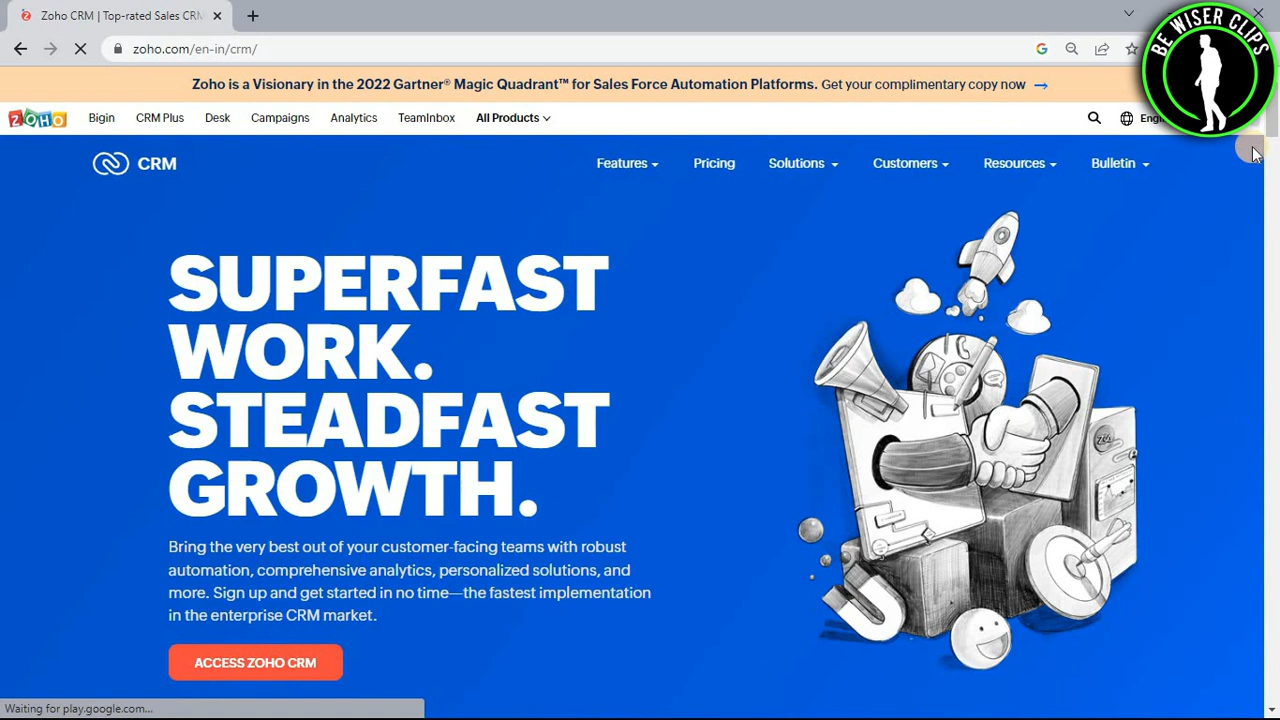 Zoho CRM | Top-rated Sales CRM
zoho.com/en-in/crm/
BE WISER CLIPS
Zoho is a Visionary in the 2022 Gartner® Magic Quadrant™ for Sales Force Automation Platforms. Get your complimentary copy now →
ZOHO Bigin CRM Plus Desk Campaigns Analytics TeamInbox All Products
CRM Features Pricing Solutions Customers Resources Bulletin
SUPERFAST
WORK.
STEADFAST
GROWTH.
Bring the very best out of your customer-facing teams with robust
automation, comprehensive analytics, personalized solutions, and
more. Sign up and get started in no time—the fastest implementation
in the enterprise CRM market.
ACCESS ZOHO CRM
Waiting for play.google.com...